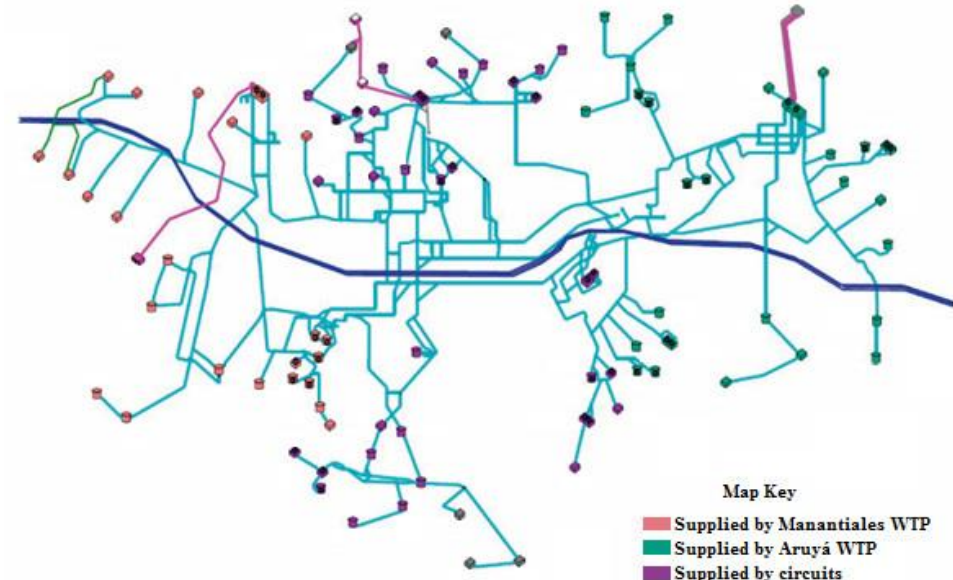 Map Key
Supplied by Manantiales WTP
Supplied by Aruyá WTP
Supplied by circuits